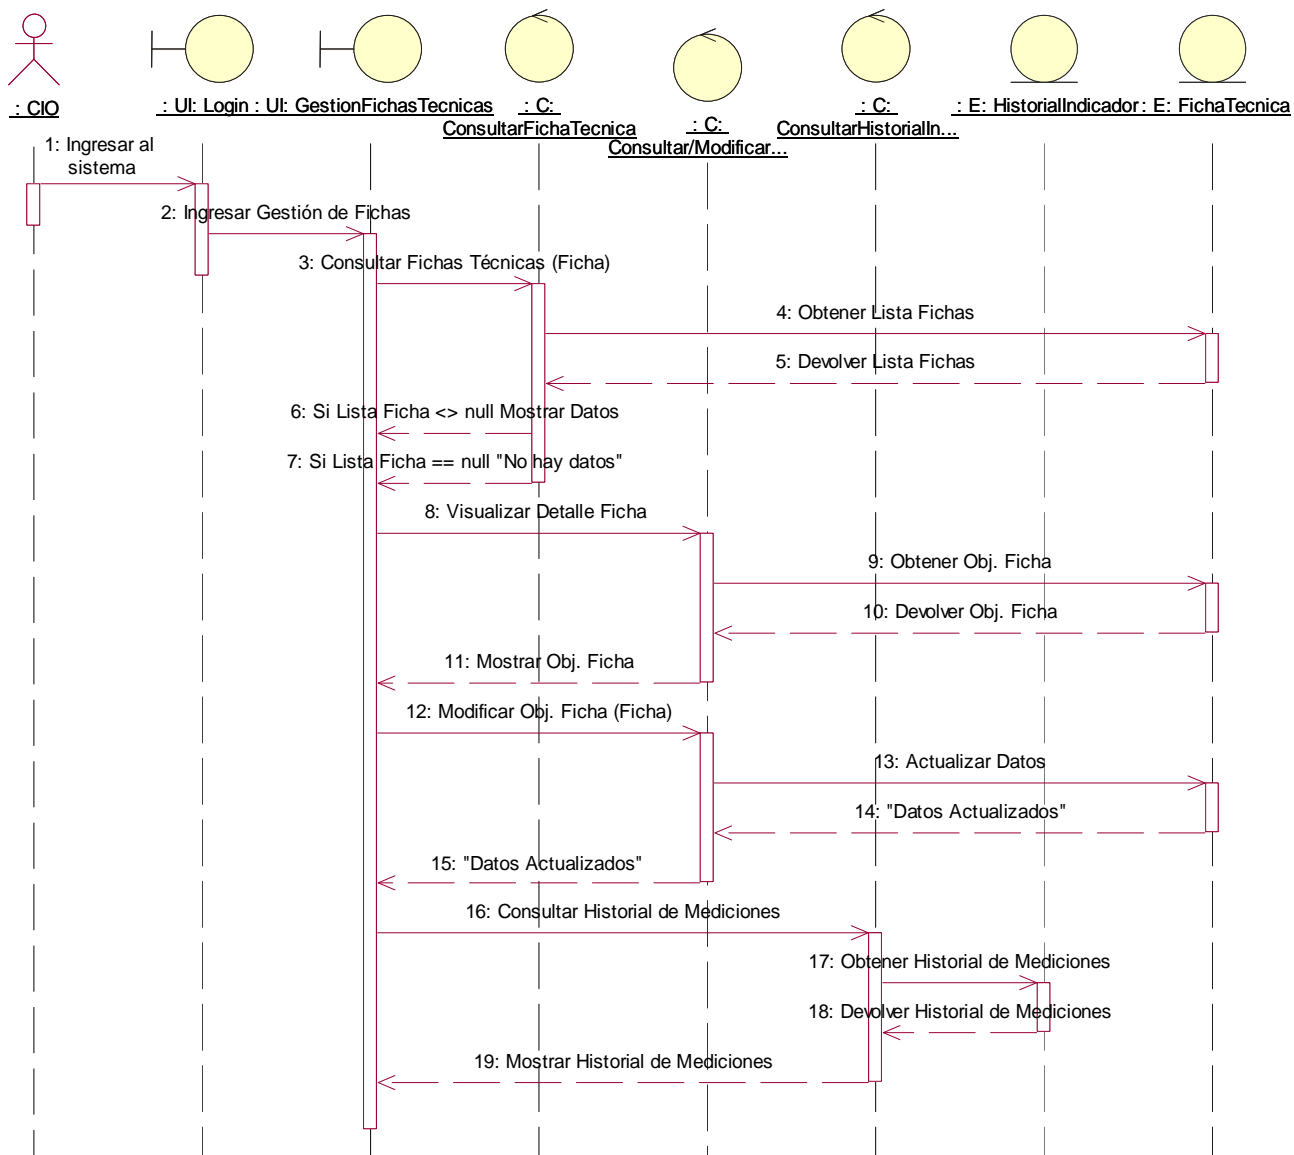 : CIO
: UI: Login
: UI: GestionFichasTecnicas
: C:
ConsultarFichaTecnica
: C:
Consultar/Modificar...
: C:
ConsultarHistorialIn...
: E: HistorialIndicador
: E: FichaTecnica
1: Ingresar al
sistema
2: Ingresar Gestión de Fichas
3: Consultar Fichas Técnicas (Ficha)
4: Obtener Lista Fichas
5: Devolver Lista Fichas
6: Si Lista Ficha <> null Mostrar Datos
7: Si Lista Ficha == null "No hay datos"
8: Visualizar Detalle Ficha
9: Obtener Obj. Ficha
10: Devolver Obj. Ficha
11: Mostrar Obj. Ficha
12: Modificar Obj. Ficha (Ficha)
13: Actualizar Datos
14: "Datos Actualizados"
15: "Datos Actualizados"
16: Consultar Historial de Mediciones
17: Obtener Historial de Mediciones
18: Devolver Historial de Mediciones
19: Mostrar Historial de Mediciones